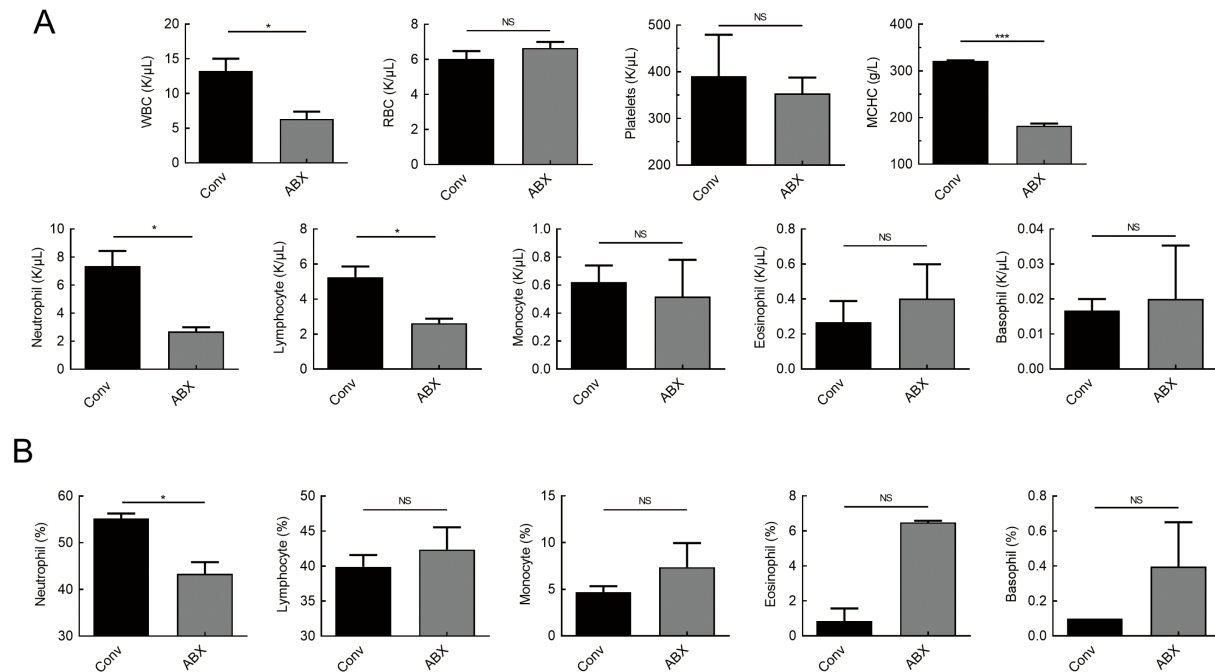 A
WBC (K/µL)
20
15
10
5
0
*
Conv
ABX
RBC (K/µL)
8
6
4
2
0
NS
Conv
ABX
Platelets (K/µL)
500
400
300
200
NS
Conv
ABX
MCHC (g/L)
400
300
200
100
***
Conv
ABX
Neutrophil (K/µL)
10
8
6
4
2
0
*
Conv
ABX
Lymphocyte (K/µL)
8
6
4
2
0
*
Conv
ABX
Monocyte (K/µL)
1.0
0.8
0.6
0.4
0.2
0.0
NS
Conv
ABX
Eosinophil (K/µL)
0.8
0.6
0.4
0.2
0.0
NS
Conv
ABX
Basophil (K/µL)
0.04
0.03
0.02
0.01
0.00
NS
Conv
ABX
B
Neutrophil (%)
60
50
40
30
*
Conv
ABX
Lymphocyte (%)
50
45
40
35
30
NS
Conv
ABX
Monocyte (%)
15
10
5
0
NS
Conv
ABX
Eosinophil (%)
8
6
4
2
0
NS
Conv
ABX
Basophil (%)
0.8
0.6
0.4
0.2
0.0
NS
Conv
ABX